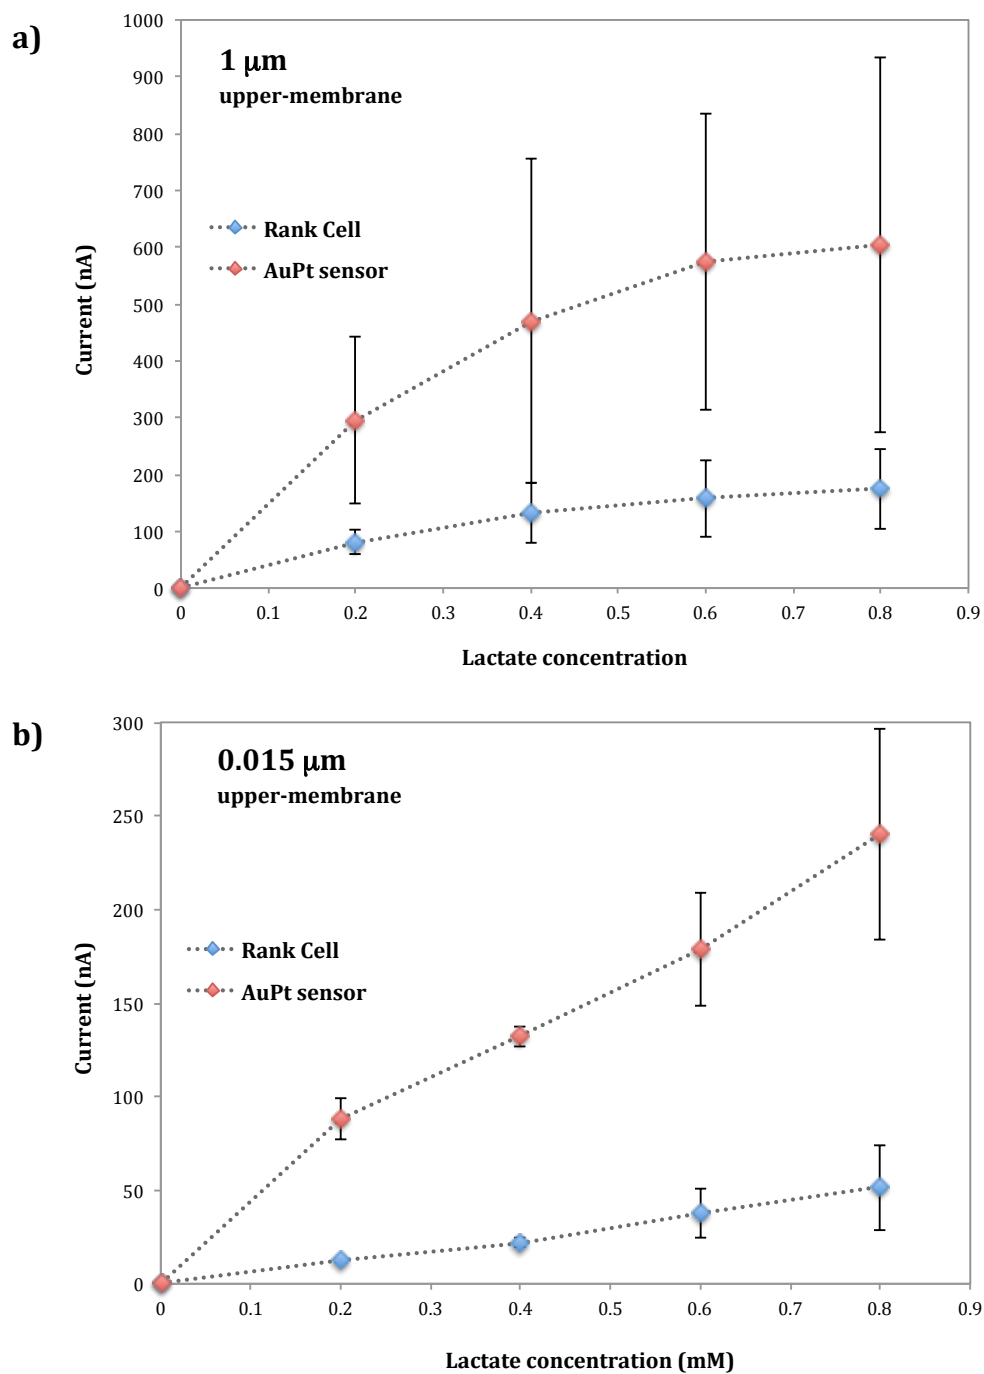 a)
1 μm
upper-membrane
1000
900
800
700
600
500
400
300
200
100
0
Current (nA)
Rank Cell
AuPt sensor
0 0.1 0.2 0.3 0.4 0.5 0.6 0.7 0.8 0.9
Lactate concentration
b)
0.015 μm
upper-membrane
300
250
200
150
100
50
0
Current (nA)
Rank Cell
AuPt sensor
0 0.1 0.2 0.3 0.4 0.5 0.6 0.7 0.8 0.9
Lactate concentration (mM)